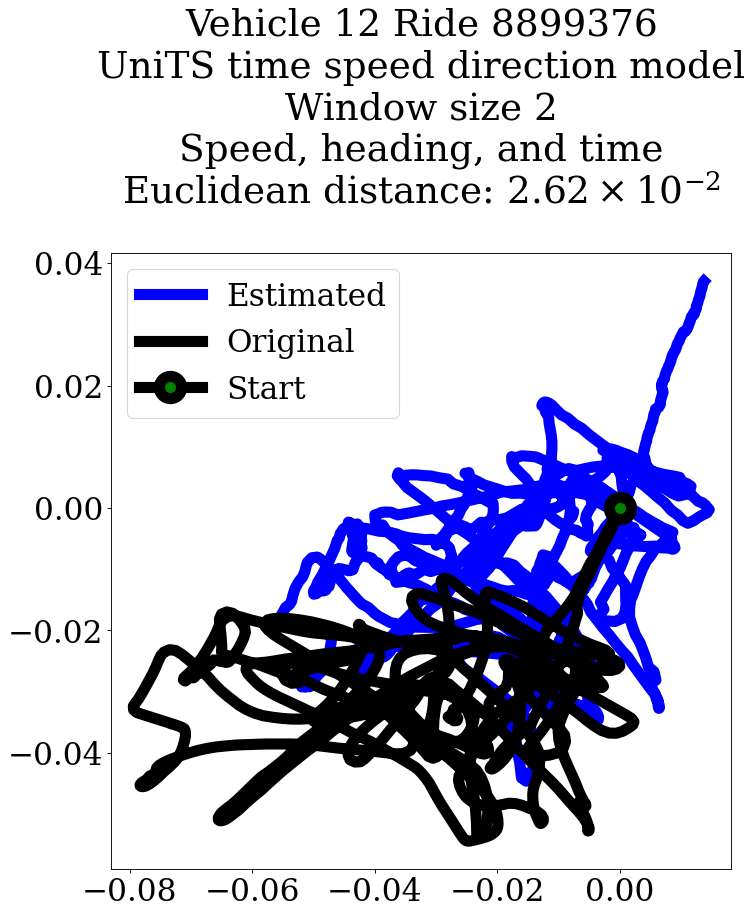 Vehicle 12 Ride 8899376
UniTS time speed direction model
Window size 2
Speed, heading, and time
Euclidean distance: 2.62 × 10⁻²
0.04
0.02
0.00
−0.02
−0.04
Estimated
Original
Start
−0.08 −0.06 −0.04 −0.02 0.00